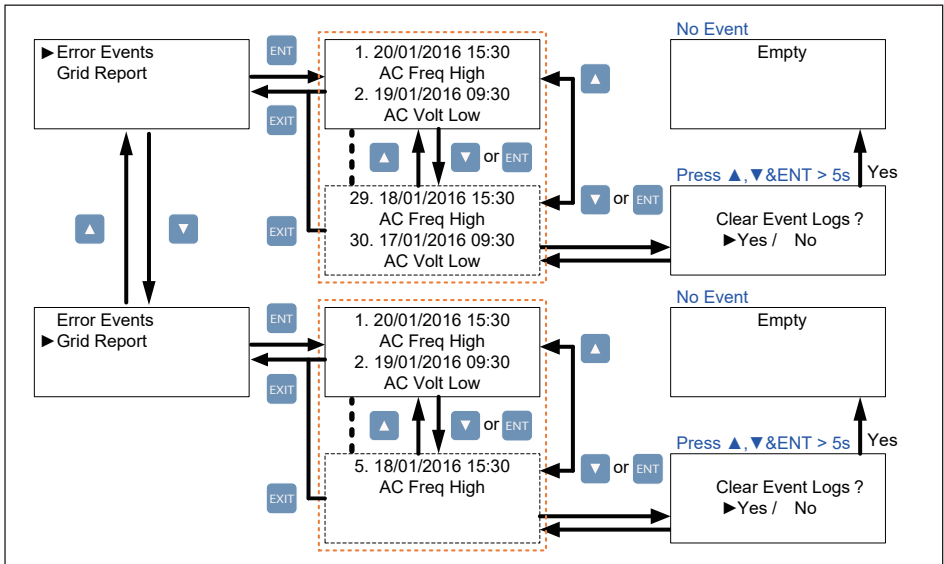 ►Error Events
Grid Report
ENT
EXIT
1. 20/01/2016 15:30
AC Freq High
2. 19/01/2016 09:30
AC Volt Low
▲
▼ or ENT
▲
▼ or ENT
29. 18/01/2016 15:30
AC Freq High
30. 17/01/2016 09:30
AC Volt Low
EXIT
No Event
Empty
Yes
Press ▲,▼&ENT > 5s
Clear Event Logs ?
►Yes / No
▲
▼
Error Events
►Grid Report
ENT
EXIT
1. 20/01/2016 15:30
AC Freq High
2. 19/01/2016 09:30
AC Volt Low
▲
▼ or ENT
▲
▼ or ENT
5. 18/01/2016 15:30
AC Freq High
EXIT
No Event
Empty
Yes
Press ▲,▼&ENT > 5s
Clear Event Logs ?
►Yes / No